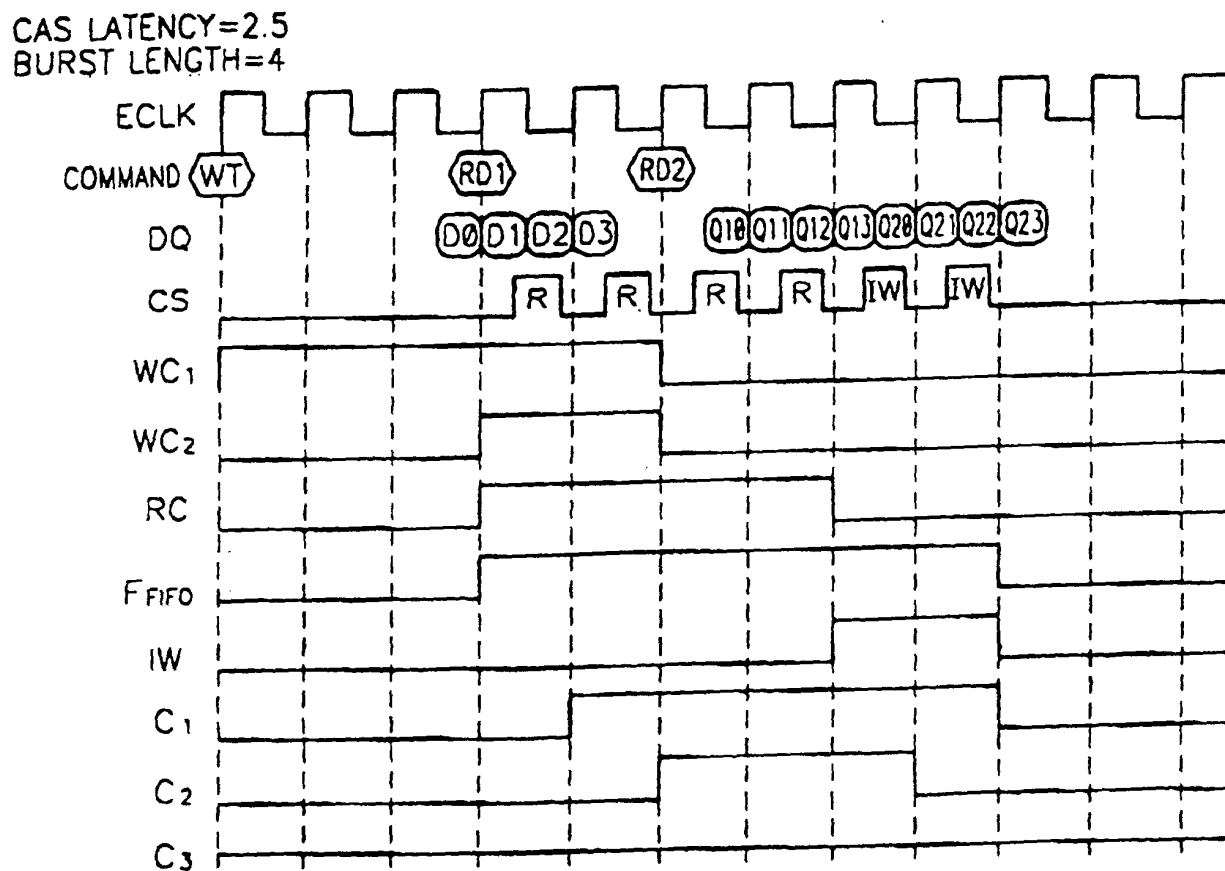 CAS LATENCY=2.5
BURST LENGTH=4
ECLK
COMMAND WT RD1 RD2
DQ D0 D1 D2 D3 Q10 Q11 Q12 Q13 Q20 Q21 Q22 Q23
CS R R R R IW IW
WC1
WC2
RC
FFIFO
IW
C1
C2
C3